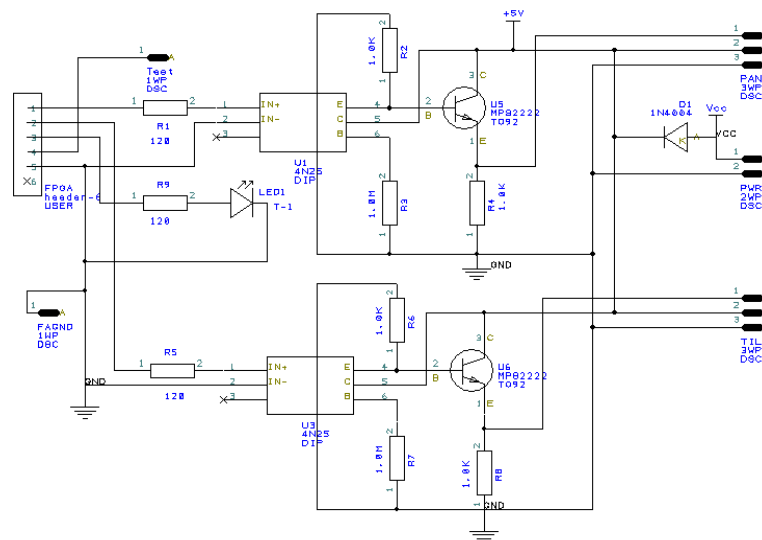 +5V
1
2
3
PAN
3WP
DSC
1
A
Test
1WP
DSC
1
2
3
4
5
6
FPGA
header-6
USER
1
2
R1
120
1
2
3
IN+
IN-
E
C
B
4
5
6
U1
4N25
DIP
2
1.0K
R2
1
2
B
3
C
U5
MPS2222
TO92
1
E
D1
1N4004
K
A
Vcc
VCC
1
2
PWR
2WP
DSC
R9
1
2
120
LED1
T-1
2
1.0M
R3
1
2
R4
1.0K
1
GND
1
A
FAGND
1WP
DSC
GND
R5
1
2
120
1
2
3
IN+
IN-
E
C
B
4
5
6
U3
4N25
DIP
2
1.0K
R6
1
2
B
3
C
U6
MPS2222
TO92
1
E
1
2
3
TIL
3WP
DSC
2
1.0M
R7
1
2
1.0K
R8
1
GND